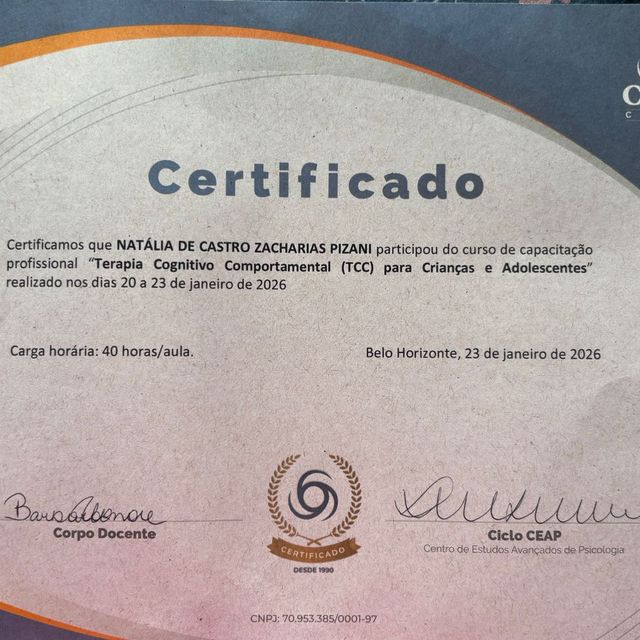 Certificado
Certificamos que NATÁLIA DE CASTRO ZACHARIAS PIZANI participou do curso de capacitação
profissional “Terapia Cognitivo Comportamental (TCC) para Crianças e Adolescentes”
realizado nos dias 20 a 23 de janeiro de 2026
Carga horária: 40 horas/aula.
Belo Horizonte, 23 de janeiro de 2026
Corpo Docente
CERTIFICADO
DESDE 1990
Ciclo CEAP
Centro de Estudos Avançados de Psicologia
CNPJ: 70.953.385/0001-97